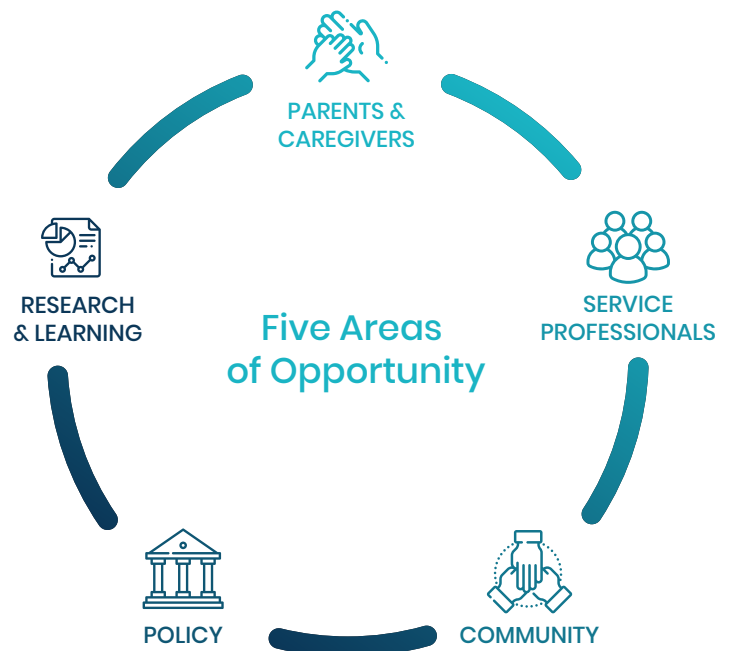 PARENTS &
CAREGIVERS
SERVICE
PROFESSIONALS
RESEARCH
& LEARNING
Five Areas
of Opportunity
POLICY
COMMUNITY